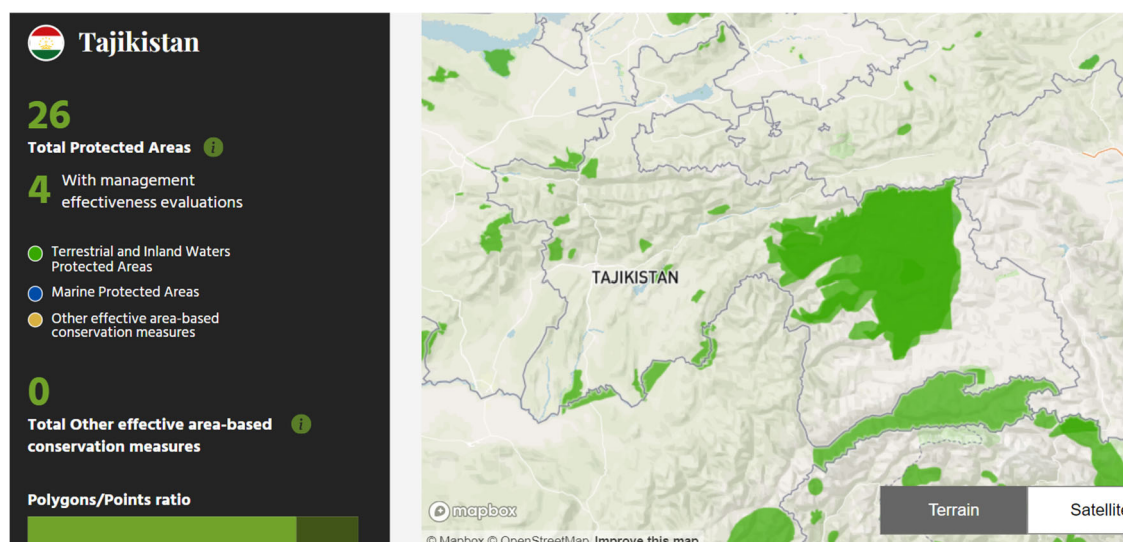 Tajikistan
26
Total Protected Areas i
4 With management
effectiveness evaluations
Terrestrial and Inland Waters
Protected Areas
Marine Protected Areas
Other effective area-based
conservation measures
0
Total Other effective area-based i
conservation measures
Polygons/Points ratio
TAJIKISTAN
mapbox
Terrain
Satellite
© Mapbox © OpenStreetMap Improve this map